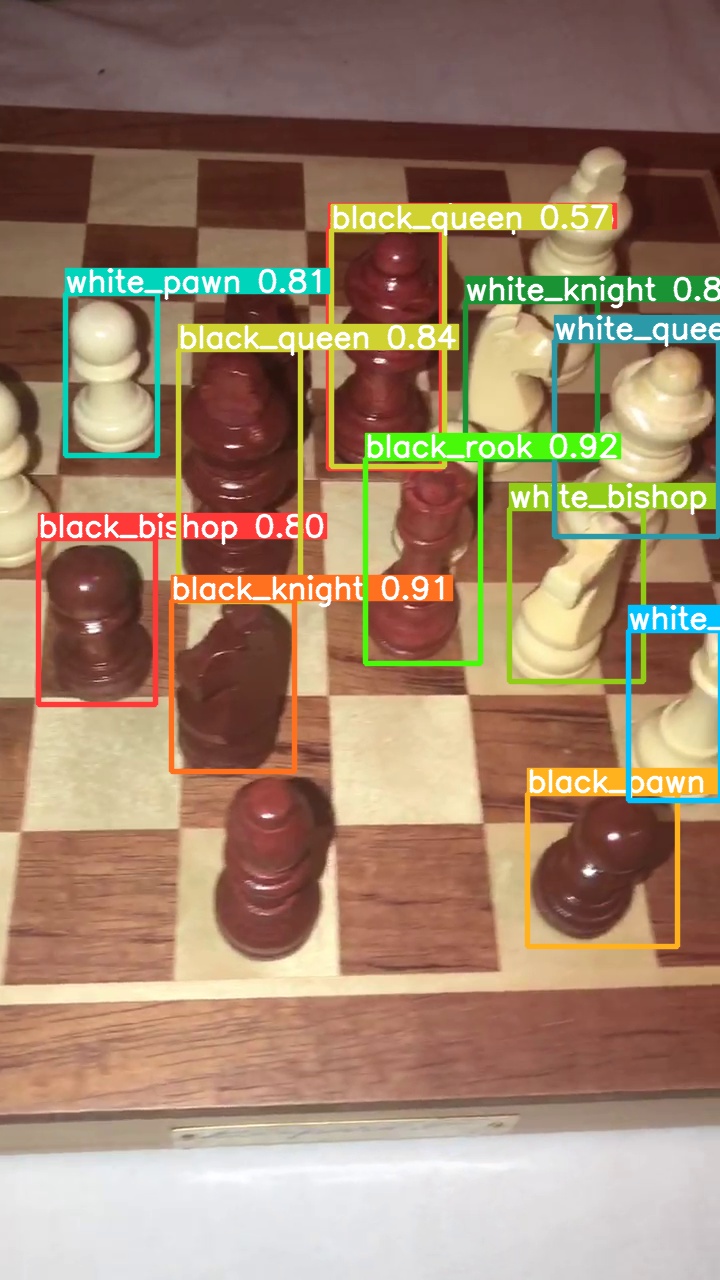 black_queen 0.57
white_pawn 0.81
white_knight 0.8
white_quee
black_queen 0.84
black_rook 0.92
white_bishop
black_bishop 0.80
black_knight 0.91
white_
black_pawn